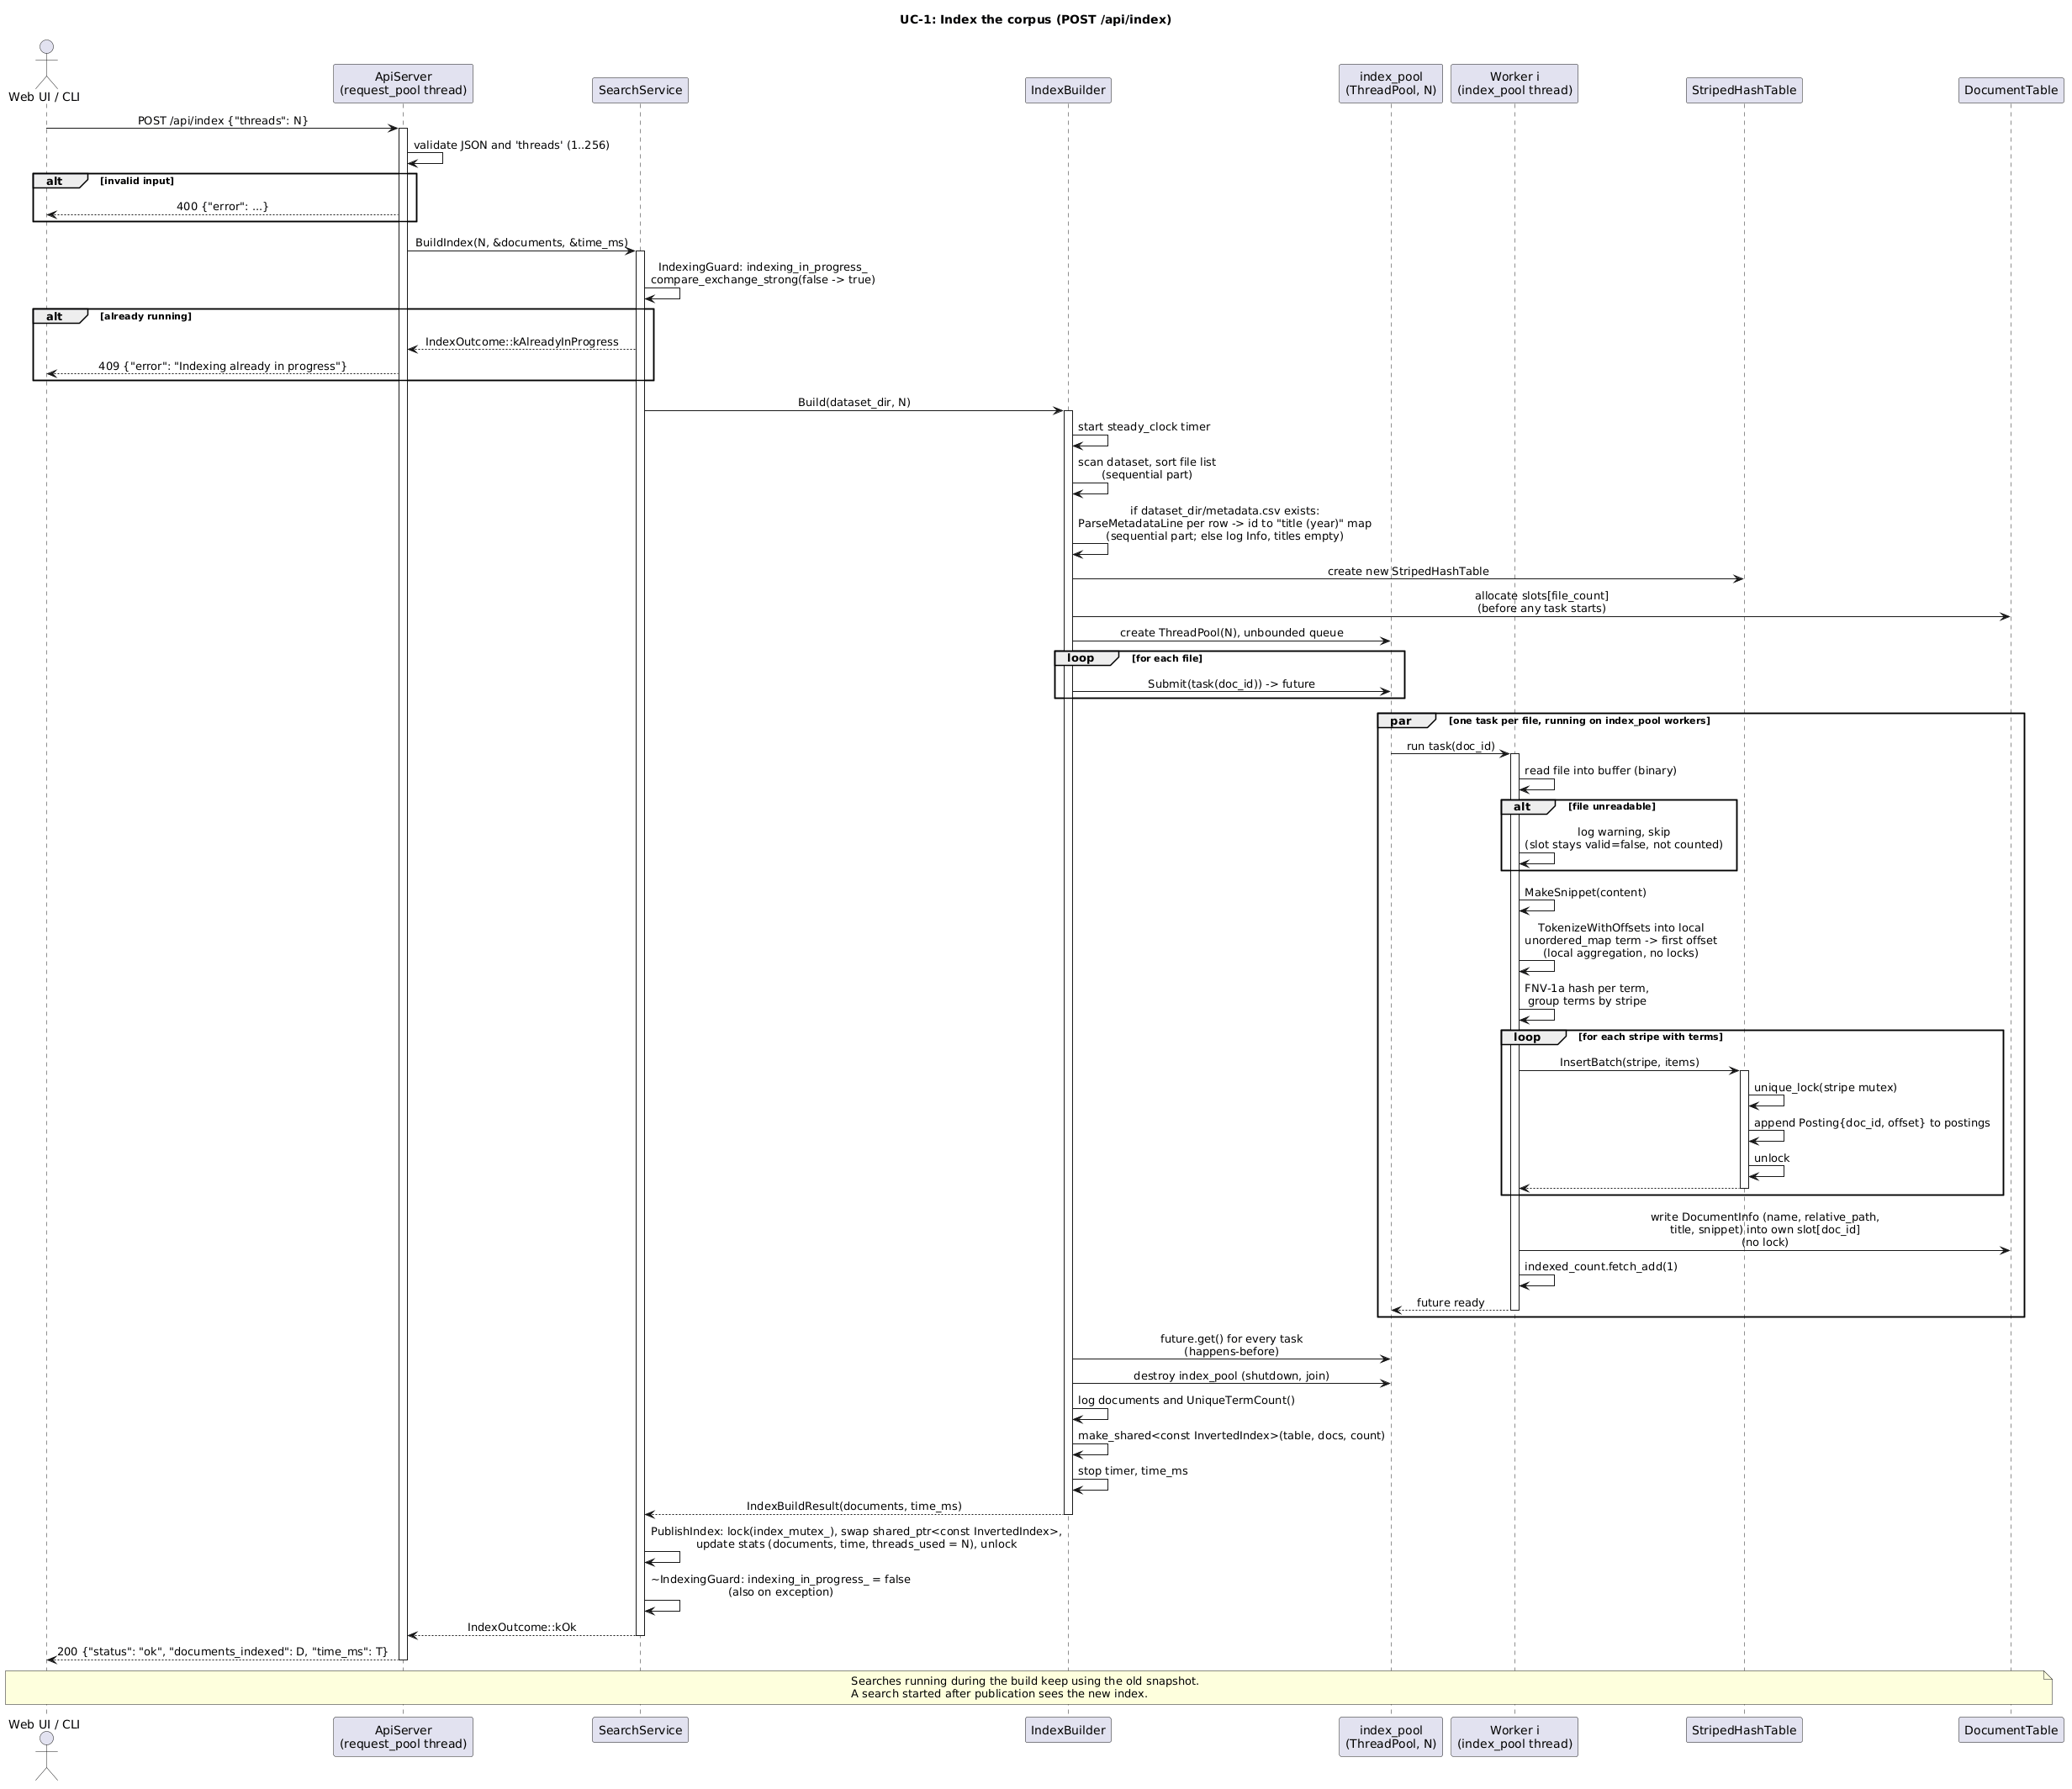 UC-1: Index the corpus (POST /api/index)
Web UI / CLI
ApiServer
(request_pool thread)
SearchService
IndexBuilder
index_pool
(ThreadPool, N)
Worker i
(index_pool thread)
StripedHashTable
DocumentTable
POST /api/index {"threads": N}
validate JSON and 'threads' (1..256)
alt [invalid input]
400 {"error": ...}
BuildIndex(N, &documents, &time_ms)
IndexingGuard: indexing_in_progress_
compare_exchange_strong(false -> true)
alt [already running]
IndexOutcome::kAlreadyInProgress
409 {"error": "Indexing already in progress"}
Build(dataset_dir, N)
start steady_clock timer
scan dataset, sort file list
(sequential part)
if dataset_dir/metadata.csv exists:
ParseMetadataLine per row -> id to "title (year)" map
(sequential part; else log Info, titles empty)
create new StripedHashTable
allocate slots[file_count]
(before any task starts)
create ThreadPool(N), unbounded queue
loop [for each file]
Submit(task(doc_id)) -> future
par [one task per file, running on index_pool workers]
run task(doc_id)
read file into buffer (binary)
alt [file unreadable]
log warning, skip
(slot stays valid=false, not counted)
MakeSnippet(content)
TokenizeWithOffsets into local
unordered_map term -> first offset
(local aggregation, no locks)
FNV-1a hash per term,
group terms by stripe
loop [for each stripe with terms]
InsertBatch(stripe, items)
unique_lock(stripe mutex)
append Posting{doc_id, offset} to postings
unlock
write DocumentInfo (name, relative_path,
title, snippet) into own slot[doc_id]
(no lock)
indexed_count.fetch_add(1)
future ready
future.get() for every task
(happens-before)
destroy index_pool (shutdown, join)
log documents and UniqueTermCount()
make_shared<const InvertedIndex>(table, docs, count)
stop timer, time_ms
IndexBuildResult(documents, time_ms)
PublishIndex: lock(index_mutex_), swap shared_ptr<const InvertedIndex>,
update stats (documents, time, threads_used = N), unlock
~IndexingGuard: indexing_in_progress_ = false
(also on exception)
IndexOutcome::kOk
200 {"status": "ok", "documents_indexed": D, "time_ms": T}
Searches running during the build keep using the old snapshot.
A search started after publication sees the new index.
Web UI / CLI
ApiServer
(request_pool thread)
SearchService
IndexBuilder
index_pool
(ThreadPool, N)
Worker i
(index_pool thread)
StripedHashTable
DocumentTable